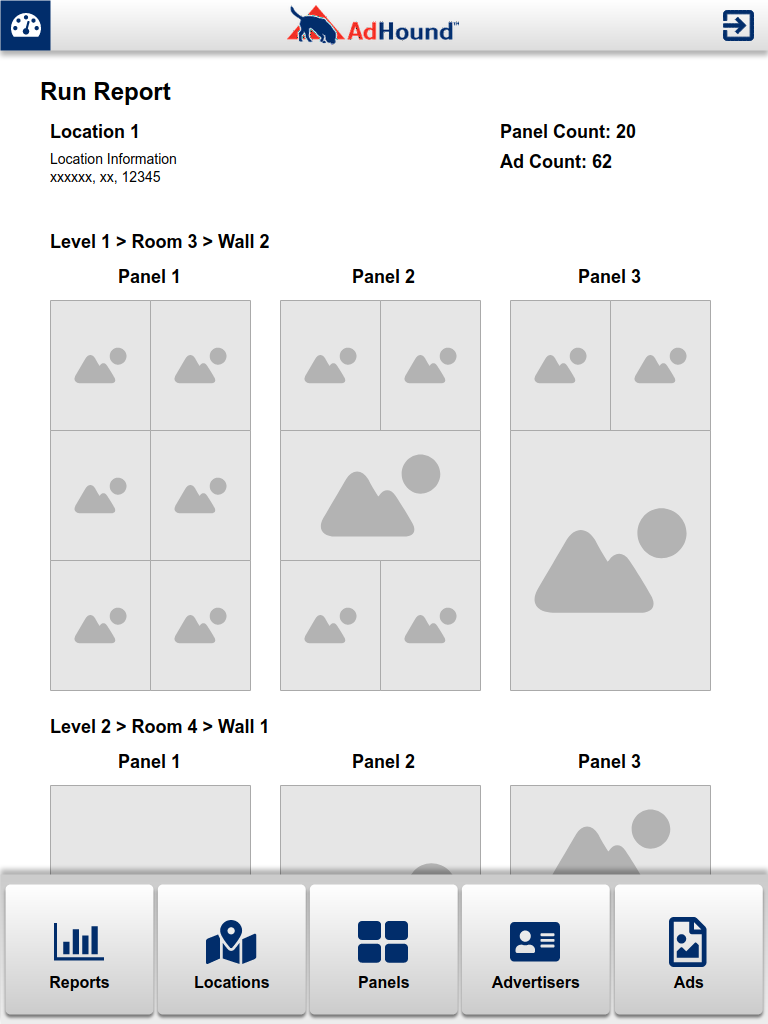 AdHound™
Run Report
Location 1
Panel Count: 20
Location Information
Ad Count: 62
xxxxxx, xx, 12345
Level 1 > Room 3 > Wall 2
Panel 1
Panel 2
Panel 3
Level 2 > Room 4 > Wall 1
Panel 1
Panel 2
Panel 3
Reports
Locations
Panels
Advertisers
Ads